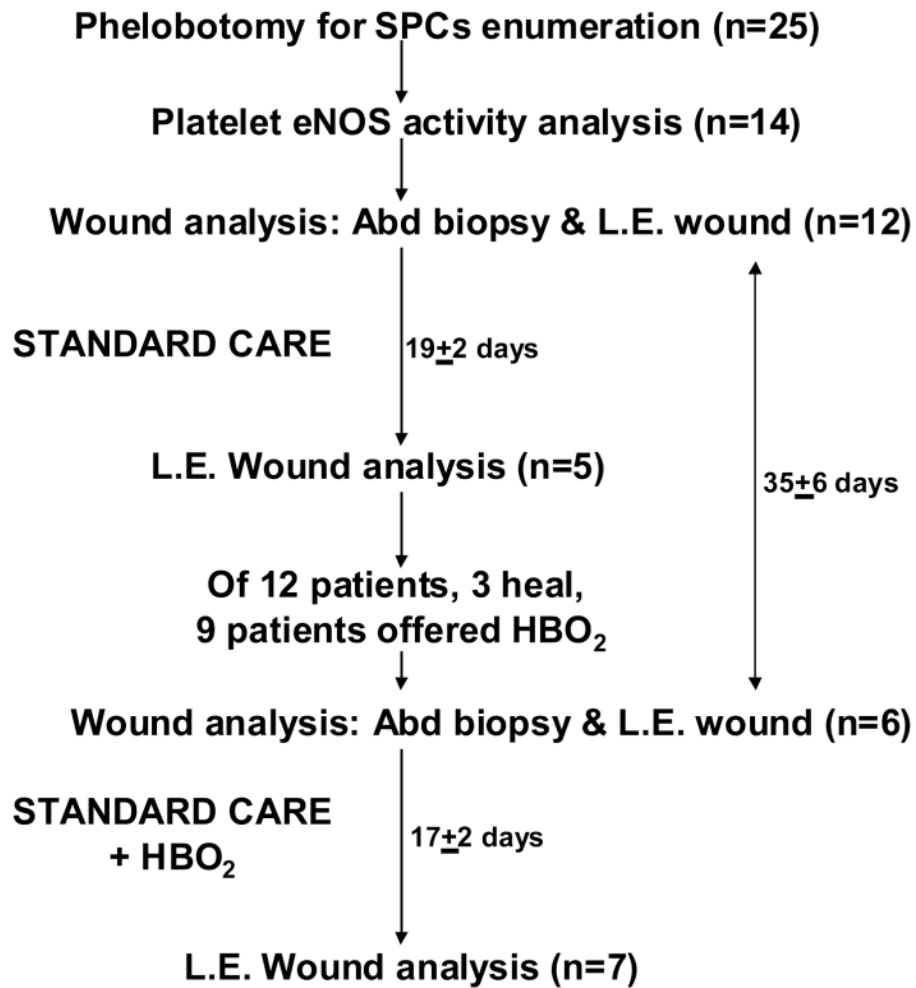 Phelobotomy for SPCs enumeration (n=25)
Platelet eNOS activity analysis (n=14)
Wound analysis: Abd biopsy & L.E. wound (n=12)
STANDARD CARE
19±2 days
L.E. Wound analysis (n=5)
35±6 days
Of 12 patients, 3 heal,
9 patients offered HBO₂
Wound analysis: Abd biopsy & L.E. wound (n=6)
STANDARD CARE
+ HBO₂
17±2 days
L.E. Wound analysis (n=7)